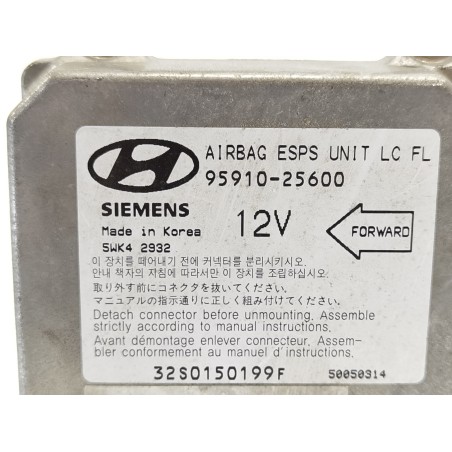 AIRBAG ESPS UNIT LC FL
95910-25600
SIEMENS
Made in Korea
5WK4 2932
12V
FORWARD
이 장치를 떼어내기 전에 커넥터를 분리시키시오.
안내 책자의 지침에 따라서만 이 장치를 조립하십시오.
取り外す前にコネクタを抜いてください。
マニュアルの指示通りに正しく組み付けてください。
Detach connector before unmounting. Assemble
strictly according to manual instructions.
Avant démontage enlever connecteur. Assem-
bler conformement au manuel d'instructions.
32S0150199F
50050314